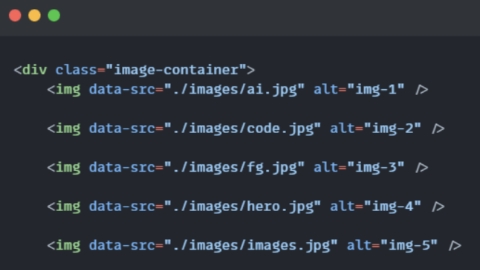 <div class="image-container">
<img data-src="./images/ai.jpg" alt="img-1" />
<img data-src="./images/code.jpg" alt="img-2" />
<img data-src="./images/fg.jpg" alt="img-3" />
<img data-src="./images/hero.jpg" alt="img-4" />
<img data-src="./images/images.jpg" alt="img-5" />